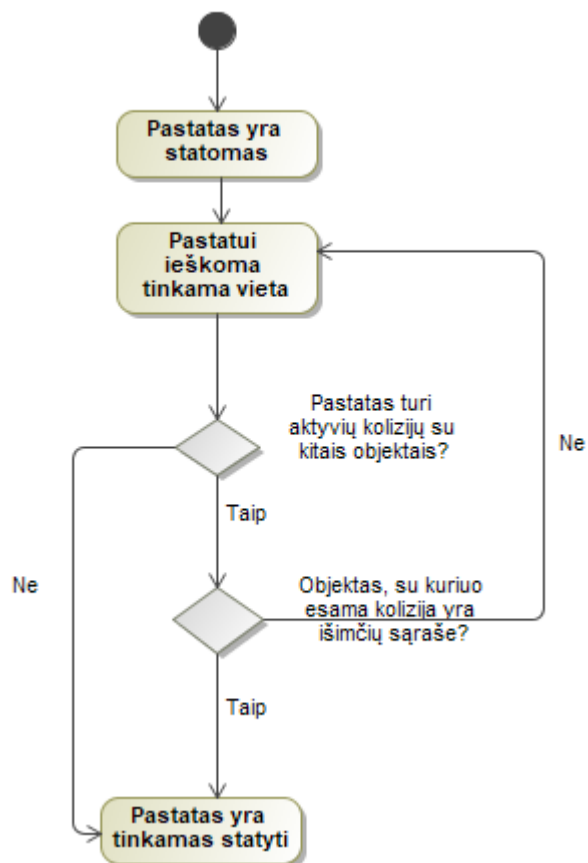 Pastatas yra
statomas
Pastatui
ieškoma
tinkama vieta
Pastatas turi
aktyvių kolizijų su
kitais objektais?
Ne
Taip
Ne
Objektas, su kuriuo
esama kolizija yra
išimčių sąraše?
Taip
Pastatas yra
tinkamas statyti